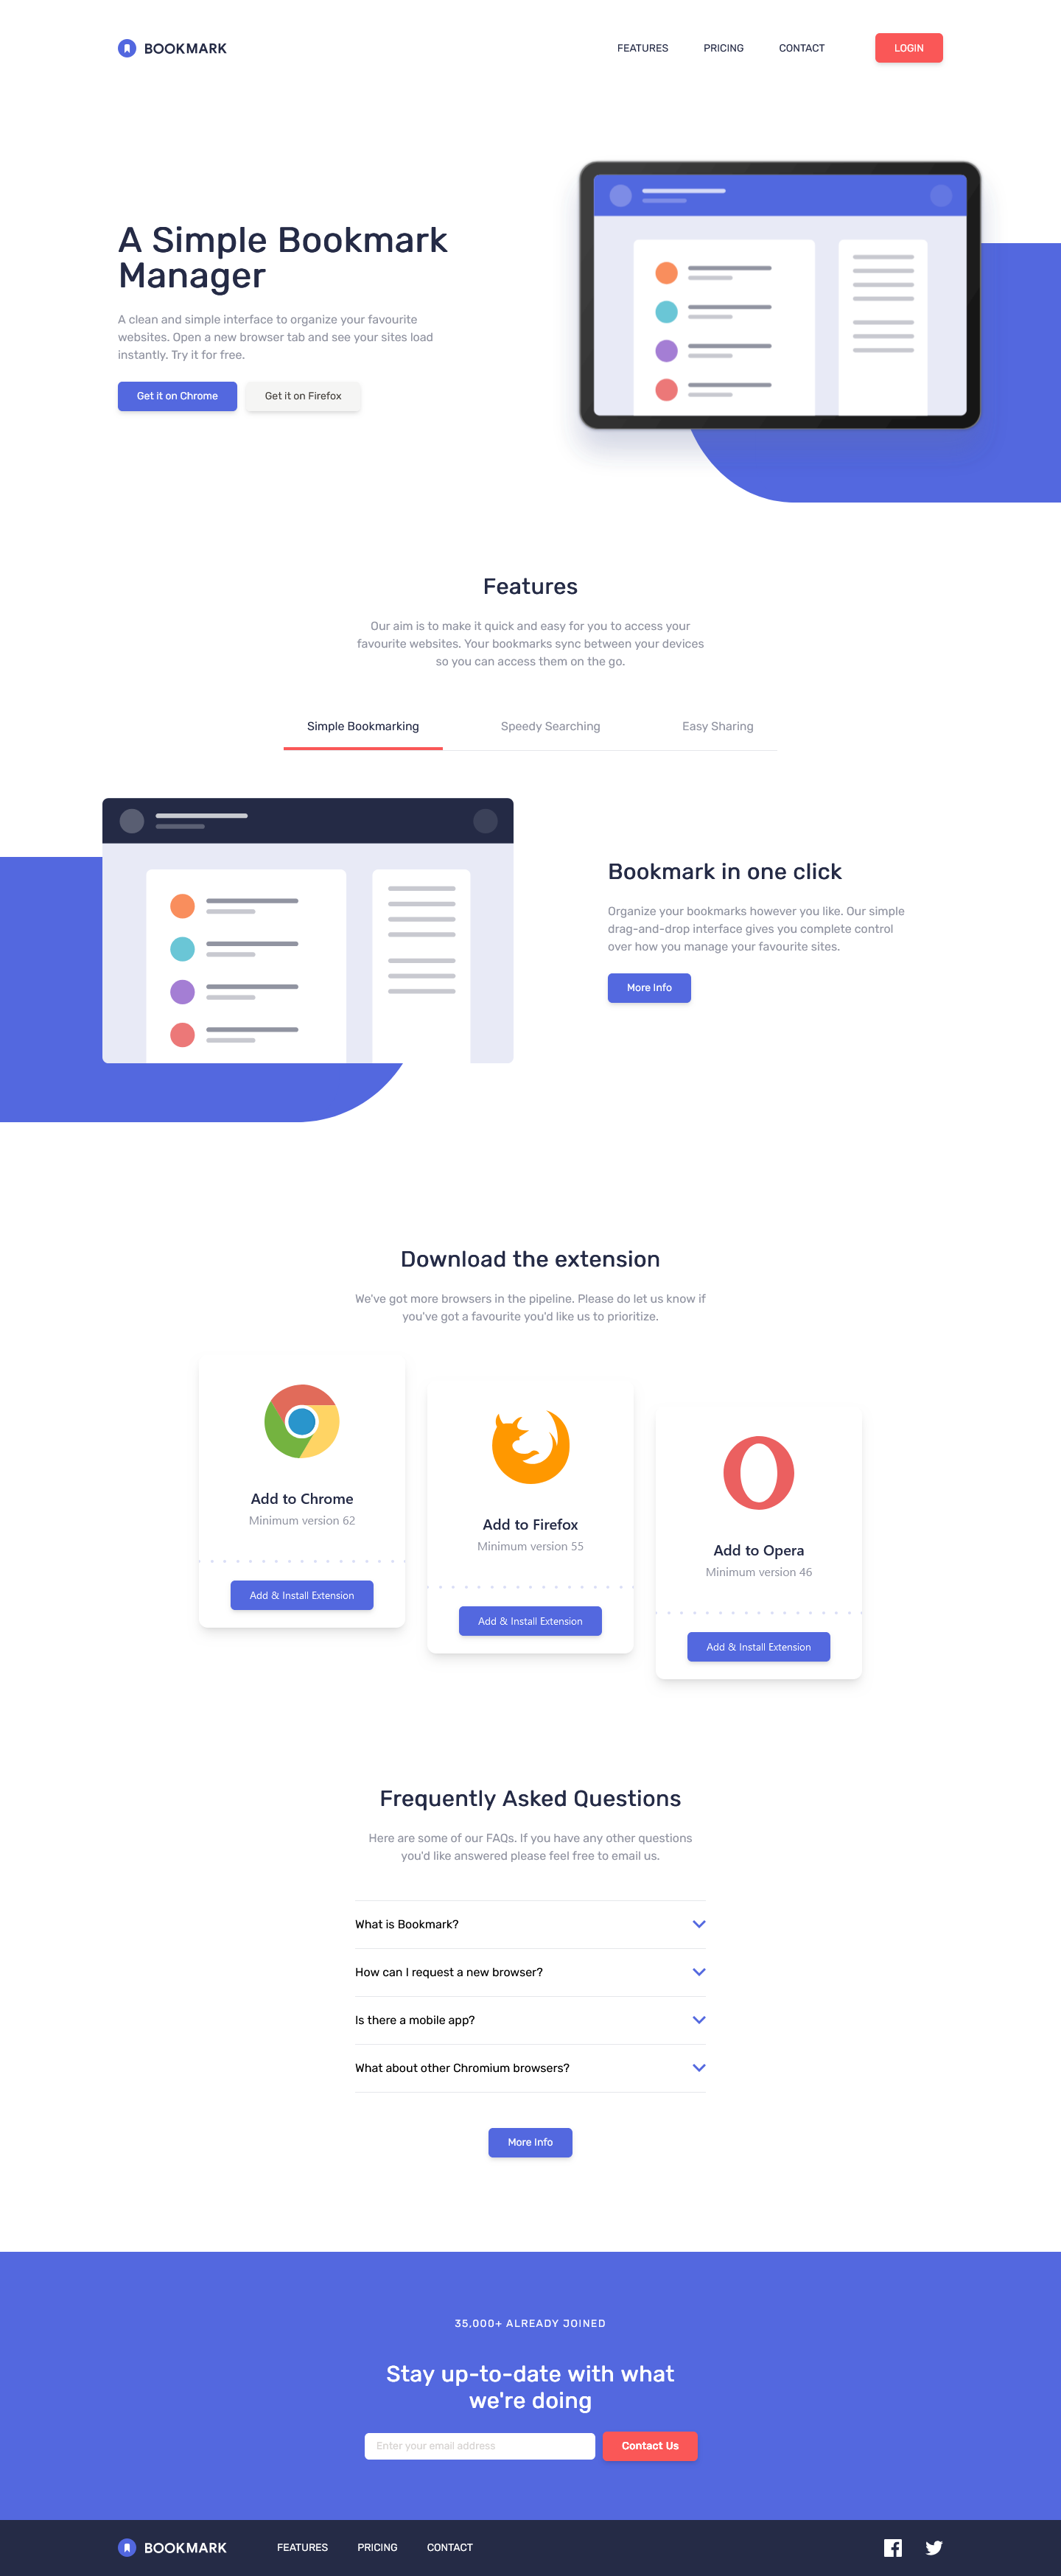 BOOKMARK
FEATURES
PRICING
CONTACT
LOGIN
A Simple Bookmark
Manager
A clean and simple interface to organize your favourite
websites. Open a new browser tab and see your sites load
instantly. Try it for free.
Get it on Chrome
Get it on Firefox
Features
Our aim is to make it quick and easy for you to access your
favourite websites. Your bookmarks sync between your devices
so you can access them on the go.
Simple Bookmarking
Speedy Searching
Easy Sharing
Bookmark in one click
Organize your bookmarks however you like. Our simple
drag-and-drop interface gives you complete control
over how you manage your favourite sites.
More Info
Download the extension
We've got more browsers in the pipeline. Please do let us know if
you've got a favourite you'd like us to prioritize.
Add to Chrome
Minimum version 62
Add & Install Extension
Add to Firefox
Minimum version 55
Add & Install Extension
Add to Opera
Minimum version 46
Add & Install Extension
Frequently Asked Questions
Here are some of our FAQs. If you have any other questions
you'd like answered please feel free to email us.
What is Bookmark?
How can I request a new browser?
Is there a mobile app?
What about other Chromium browsers?
More Info
35,000+ ALREADY JOINED
Stay up-to-date with what
we're doing
Enter your email address
Contact Us
BOOKMARK
FEATURES
PRICING
CONTACT